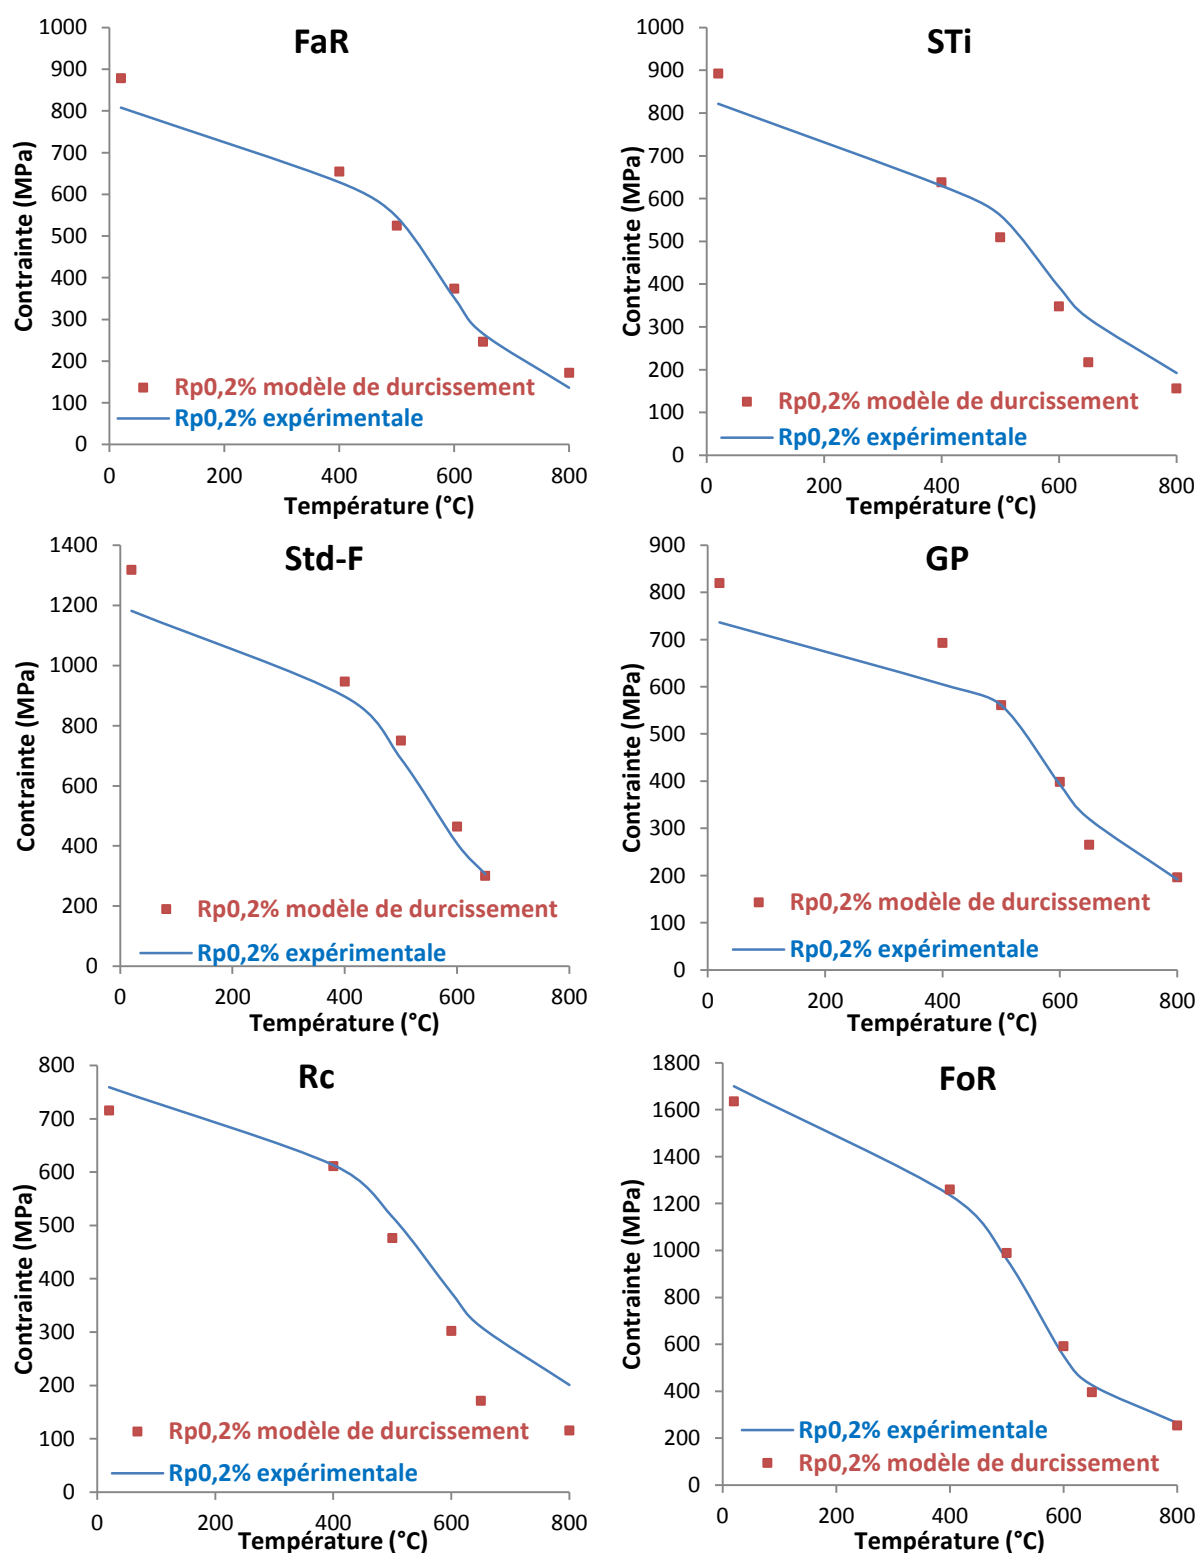 FaR
Contrainte (MPa)
1000
900
800
700
600
500
400
300
200
100
0
Rp0,2% modèle de durcissement
Rp0,2% expérimentale
0 200 400 600 800
Température (°C)
STi
Contrainte (MPa)
1000
900
800
700
600
500
400
300
200
100
0
Rp0,2% modèle de durcissement
Rp0,2% expérimentale
0 200 400 600 800
Température (°C)
Std-F
Contrainte (MPa)
1400
1200
1000
800
600
400
200
0
Rp0,2% modèle de durcissement
Rp0,2% expérimentale
0 200 400 600 800
Température (°C)
GP
Contrainte (MPa)
900
800
700
600
500
400
300
200
100
0
Rp0,2% modèle de durcissement
Rp0,2% expérimentale
0 200 400 600 800
Température (°C)
Rc
Contrainte (MPa)
800
700
600
500
400
300
200
100
0
Rp0,2% modèle de durcissement
Rp0,2% expérimentale
0 200 400 600 800
Température (°C)
FoR
Contrainte (MPa)
1800
1600
1400
1200
1000
800
600
400
200
0
Rp0,2% expérimentale
Rp0,2% modèle de durcissement
0 200 400 600 800
Température (°C)